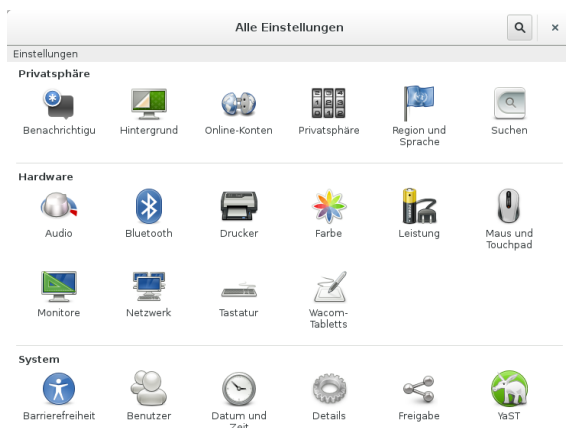 Alle Einstellungen
Einstellungen
Privatsphäre
Benachrichtigu Hintergrund Online-Konten Privatsphäre Region und Sprache Suchen
Hardware
Audio Bluetooth Drucker Farbe Leistung Maus und Touchpad
Monitore Netzwerk Tastatur Wacom-Tabletts
System
Barrierefreiheit Benutzer Datum und Zeit Details Freigabe YaST